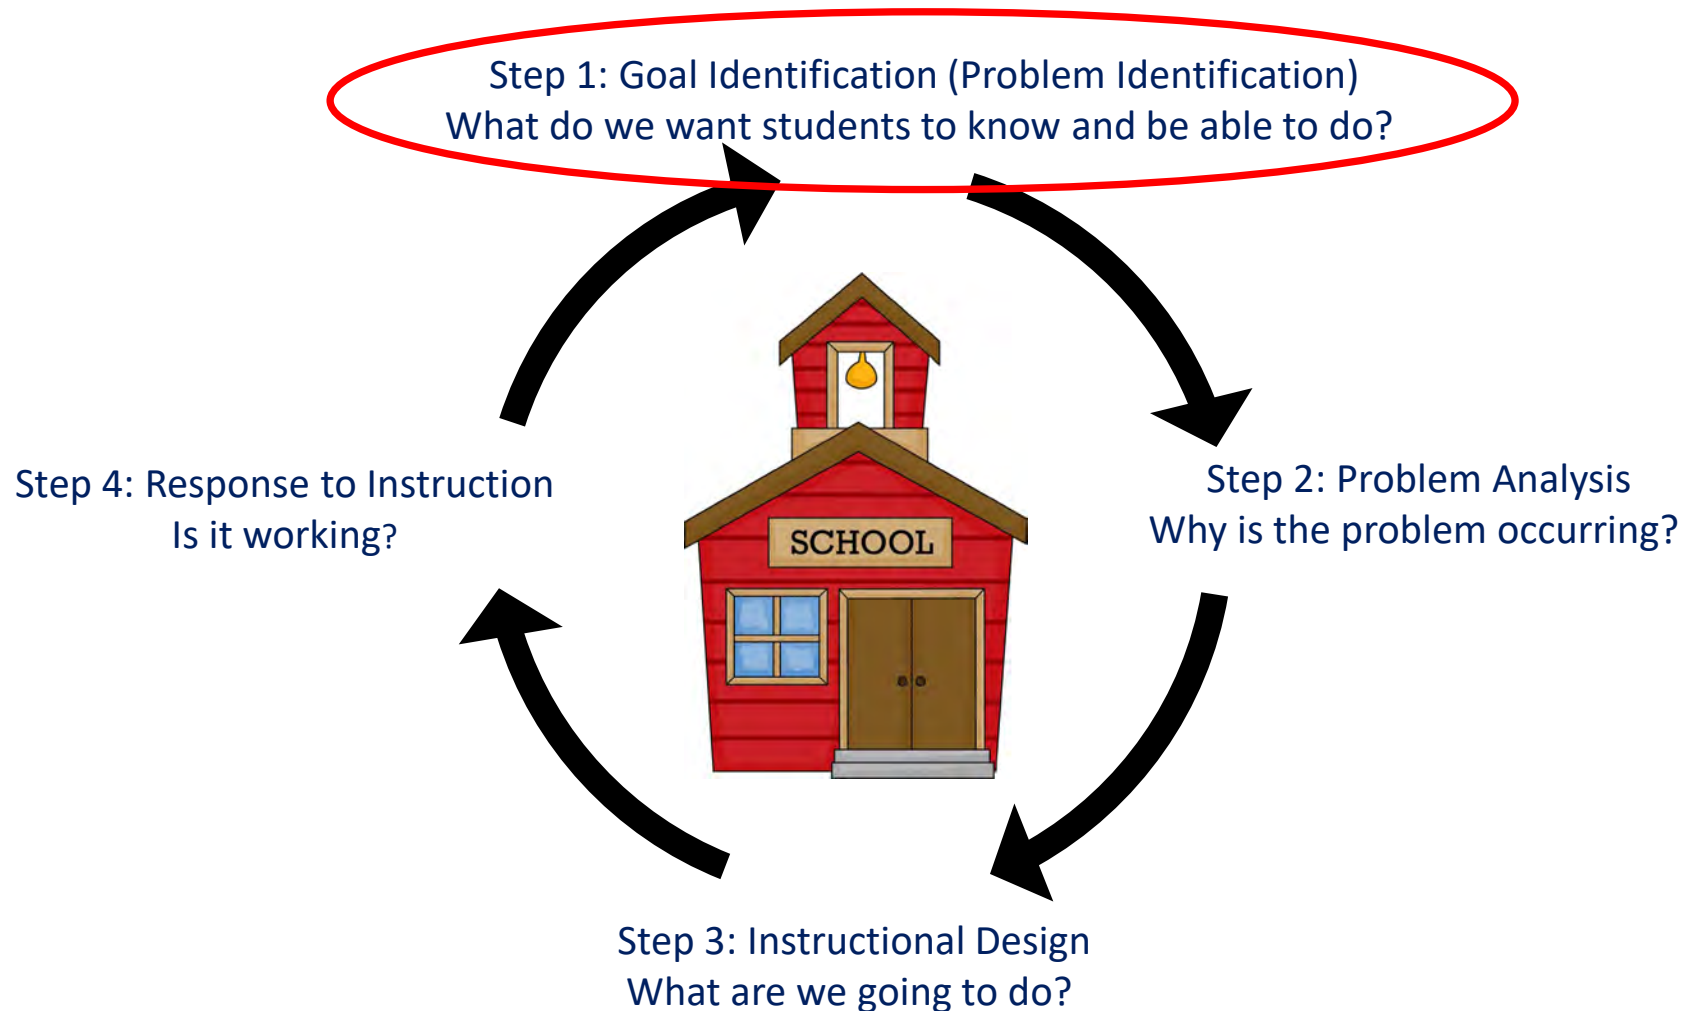 Step 1: Goal Identification (Problem Identification)
What do we want students to know and be able to do?
Step 2: Problem Analysis
Why is the problem occurring?
Step 3: Instructional Design
What are we going to do?
Step 4: Response to Instruction
Is it working?
SCHOOL